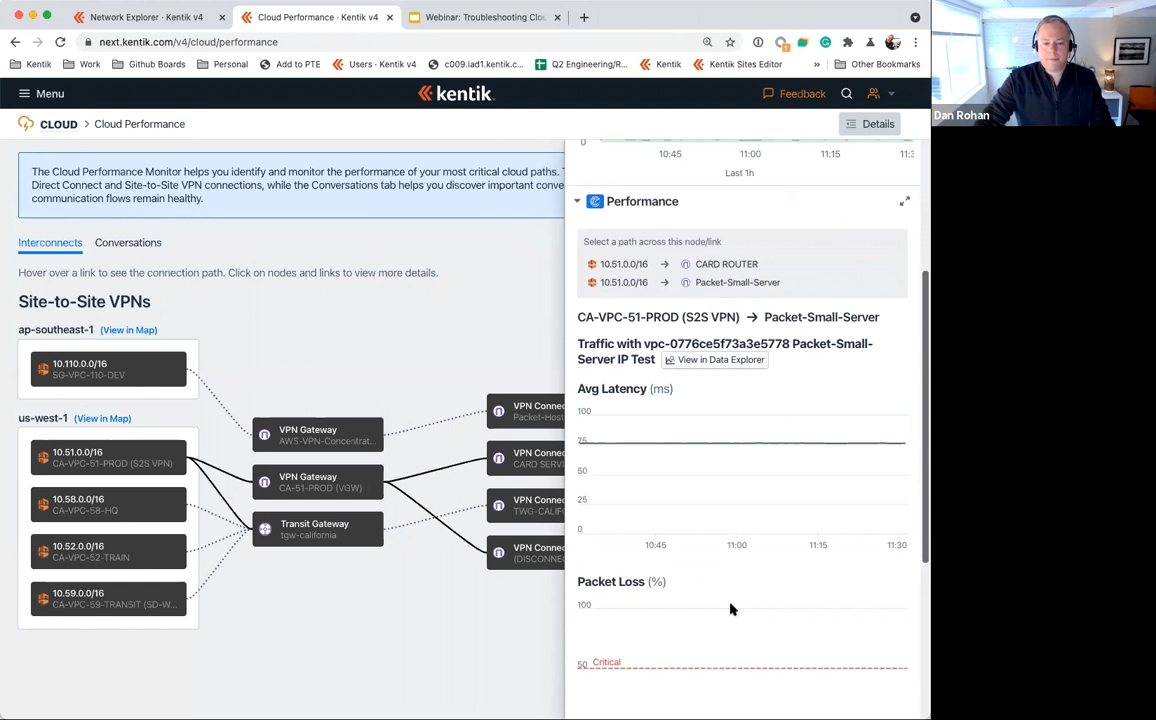 Network Explorer · Kentik v4
Cloud Performance · Kentik v4
Webinar: Troubleshooting Clou
next.kentik.com/v4/cloud/performance
Kentik
Work
Github Boards
Personal
Add to PTE
Users · Kentik v4
c009.iad1.kentik.c...
Q2 Engineering/R...
Kentik
Kentik Sites Editor
»
Other Bookmarks
Dan Rohan
Menu
kentik
Feedback
CLOUD > Cloud Performance
Details
The Cloud Performance Monitor helps you identify and monitor the performance of your most critical cloud paths.
Direct Connect and Site-to-Site VPN connections, while the Conversations tab helps you discover important conve
communication flows remain healthy.
Interconnects
Conversations
Hover over a link to see the connection path. Click on nodes and links to view more details.
Site-to-Site VPNs
ap-southeast-1 (View in Map)
10.110.0.0/16
SG-VPC-110-DEV
us-west-1 (View in Map)
10.51.0.0/16
CA-VPC-51-PROD (S2S VPN)
10.58.0.0/16
CA-VPC-58-HQ
10.52.0.0/16
CA-VPC-52-TRAIN
10.59.0.0/16
CA-VPC-59-TRANSIT (SD-W...
VPN Gateway
AWS-VPN-Concentrat...
VPN Gateway
CA-51-PROD (VGW)
Transit Gateway
tgw-california
VPN Connec
Packet-Host
VPN Connec
CARD SERV
VPN Connec
TWG-CALIF
VPN Connec
(DISCONNE
0
10:45
11:00
11:15
11:3
Last 1h
Performance
Select a path across this node/link
10.51.0.0/16 → CARD ROUTER
10.51.0.0/16 → Packet-Small-Server
CA-VPC-51-PROD (S2S VPN) → Packet-Small-Server
Traffic with vpc-0776ce5f73a3e5778 Packet-Small-
Server IP Test
View in Data Explorer
Avg Latency (ms)
100
75
50
25
0
10:45
11:00
11:15
11:30
Packet Loss (%)
100
50
Critical